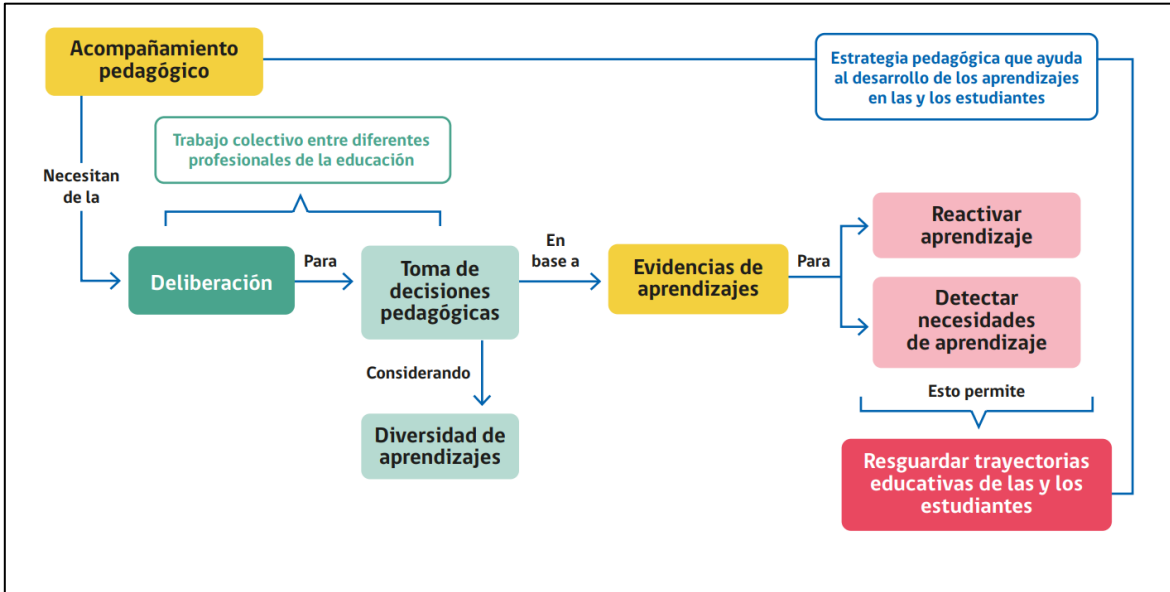 Acompañamiento
pedagógico
Estrategia pedagógica que ayuda
al desarrollo de los aprendizajes
en las y los estudiantes
Trabajo colectivo entre diferentes
profesionales de la educación
Necesitan
de la
Deliberación
Para
Toma de
decisiones
pedagógicas
En
base a
Evidencias de
aprendizajes
Para
Reactivar
aprendizaje
Detectar
necesidades
de aprendizaje
Considerando
Diversidad de
aprendizajes
Esto permite
Resguardar trayectorias
educativas de las y los
estudiantes